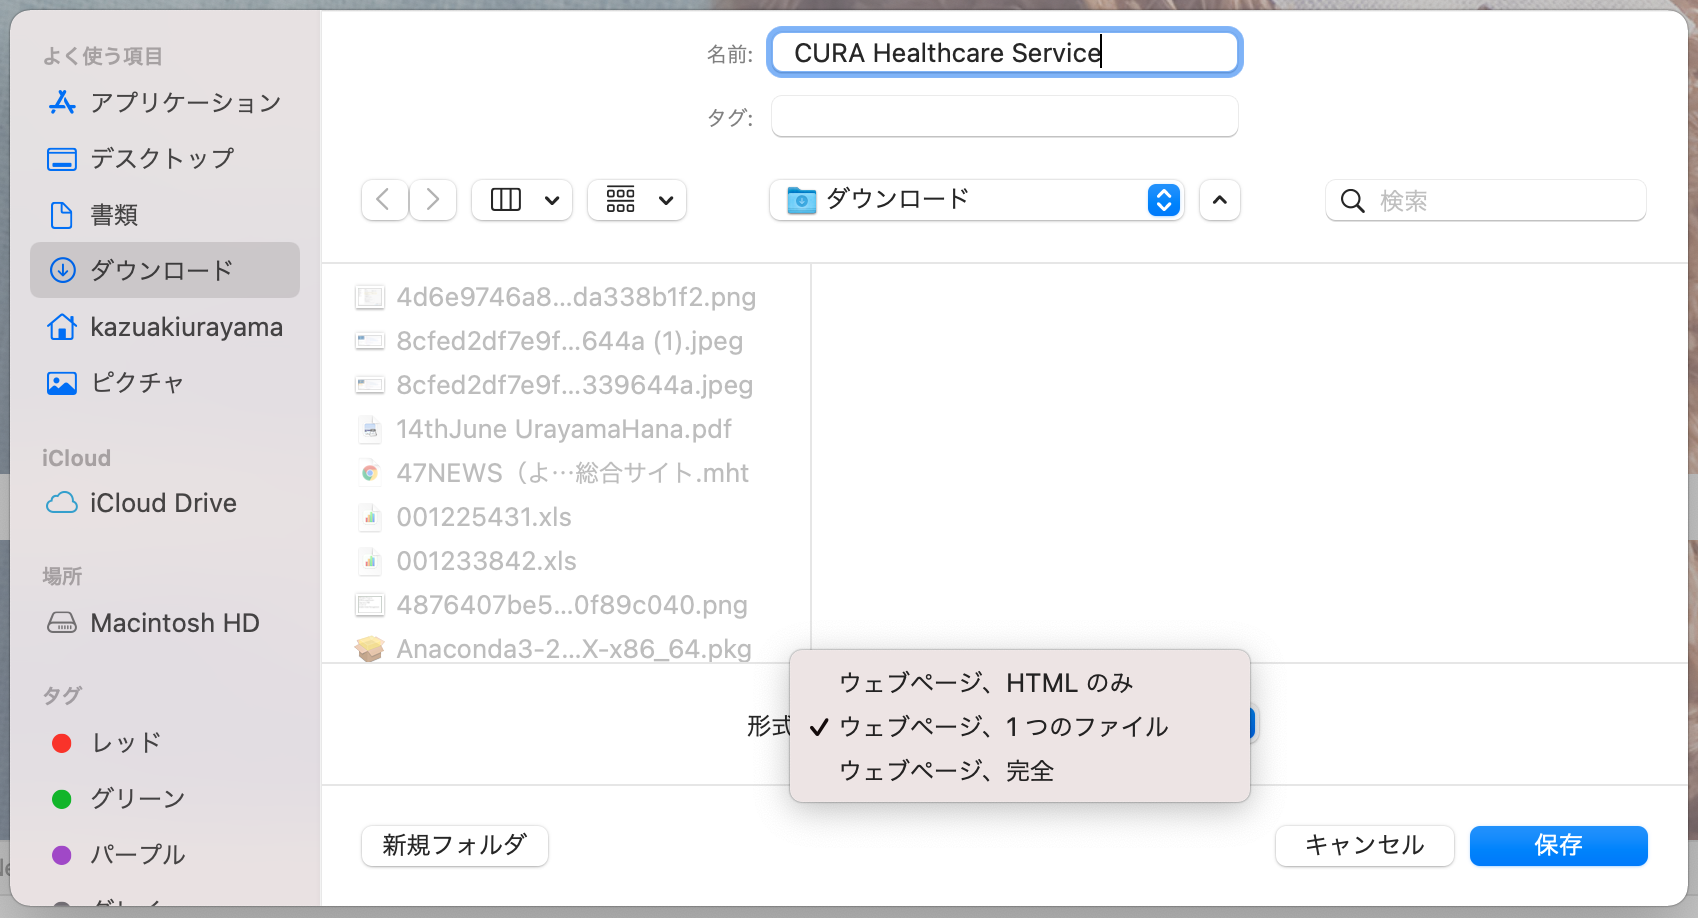 よく使う項目
アプリケーション
デスクトップ
書類
ダウンロード
kazuakiurayama
ピクチャ
iCloud
iCloud Drive
場所
Macintosh HD
タグ
レッド
グリーン
パープル
グレイ
名前:
CURA Healthcare Service
タグ:
ダウンロード
検索
4d6e9746a8...da338b1f2.png
8cfed2df7e9f...644a (1).jpeg
8cfed2df7e9f...339644a.jpeg
14thJune UrayamaHana.pdf
47NEWS（よ…総合サイト.mht
001225431.xls
001233842.xls
4876407be5...0f89c040.png
Anaconda3-2...X-x86_64.pkg
形式
ウェブページ、HTML のみ
✓ ウェブページ、1 つのファイル
ウェブページ、完全
新規フォルダ
キャンセル
保存